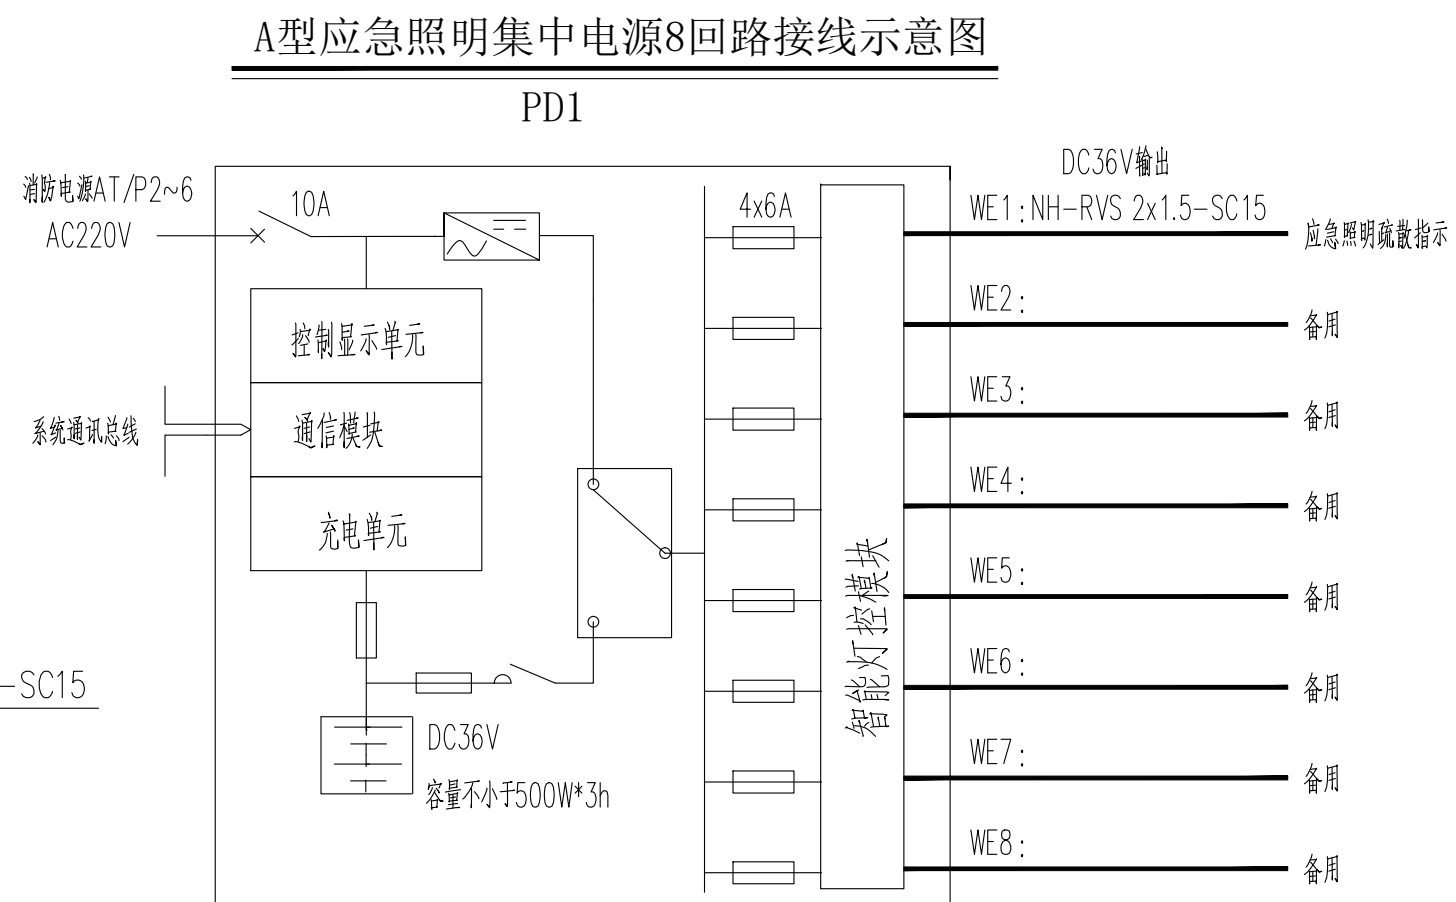 A型应急照明集中电源8回路接线示意图
PD1
DC36V输出
消防电源AT/P2~6
AC220V
10A
4x6A
WE1:NH-RVS 2x1.5-SC15
应急照明疏散指示
WE2:
备用
控制显示单元
WE3:
备用
系统通讯总线
通信模块
WE4:
备用
充电单元
智能灯控模块
WE5:
备用
WE6:
备用
-SC15
DC36V
容量不小于500W*3h
WE7:
备用
WE8:
备用